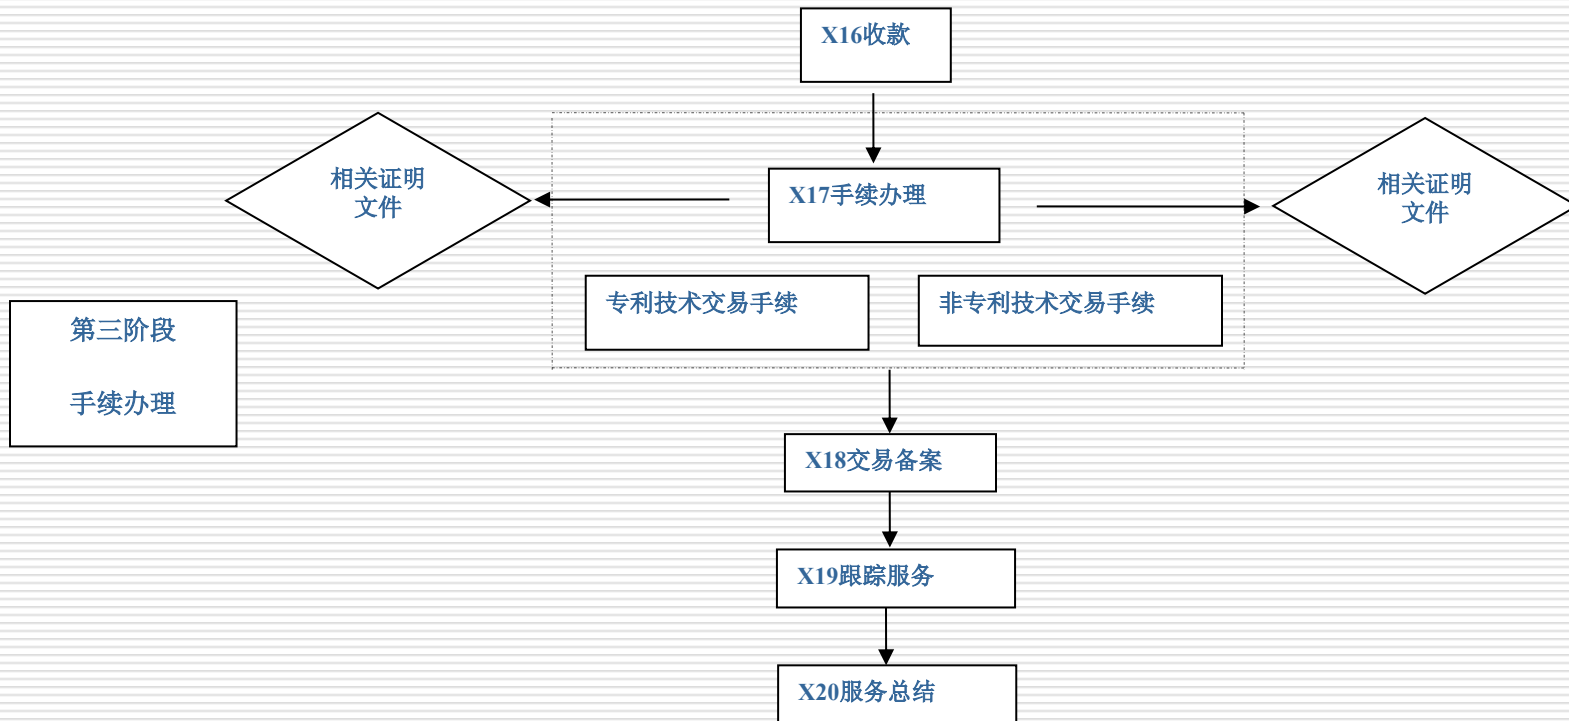 X16收款
相关证明
文件
X17手续办理
相关证明
文件
专利技术交易手续
非专利技术交易手续
第三阶段
手续办理
X18交易备案
X19跟踪服务
X20服务总结